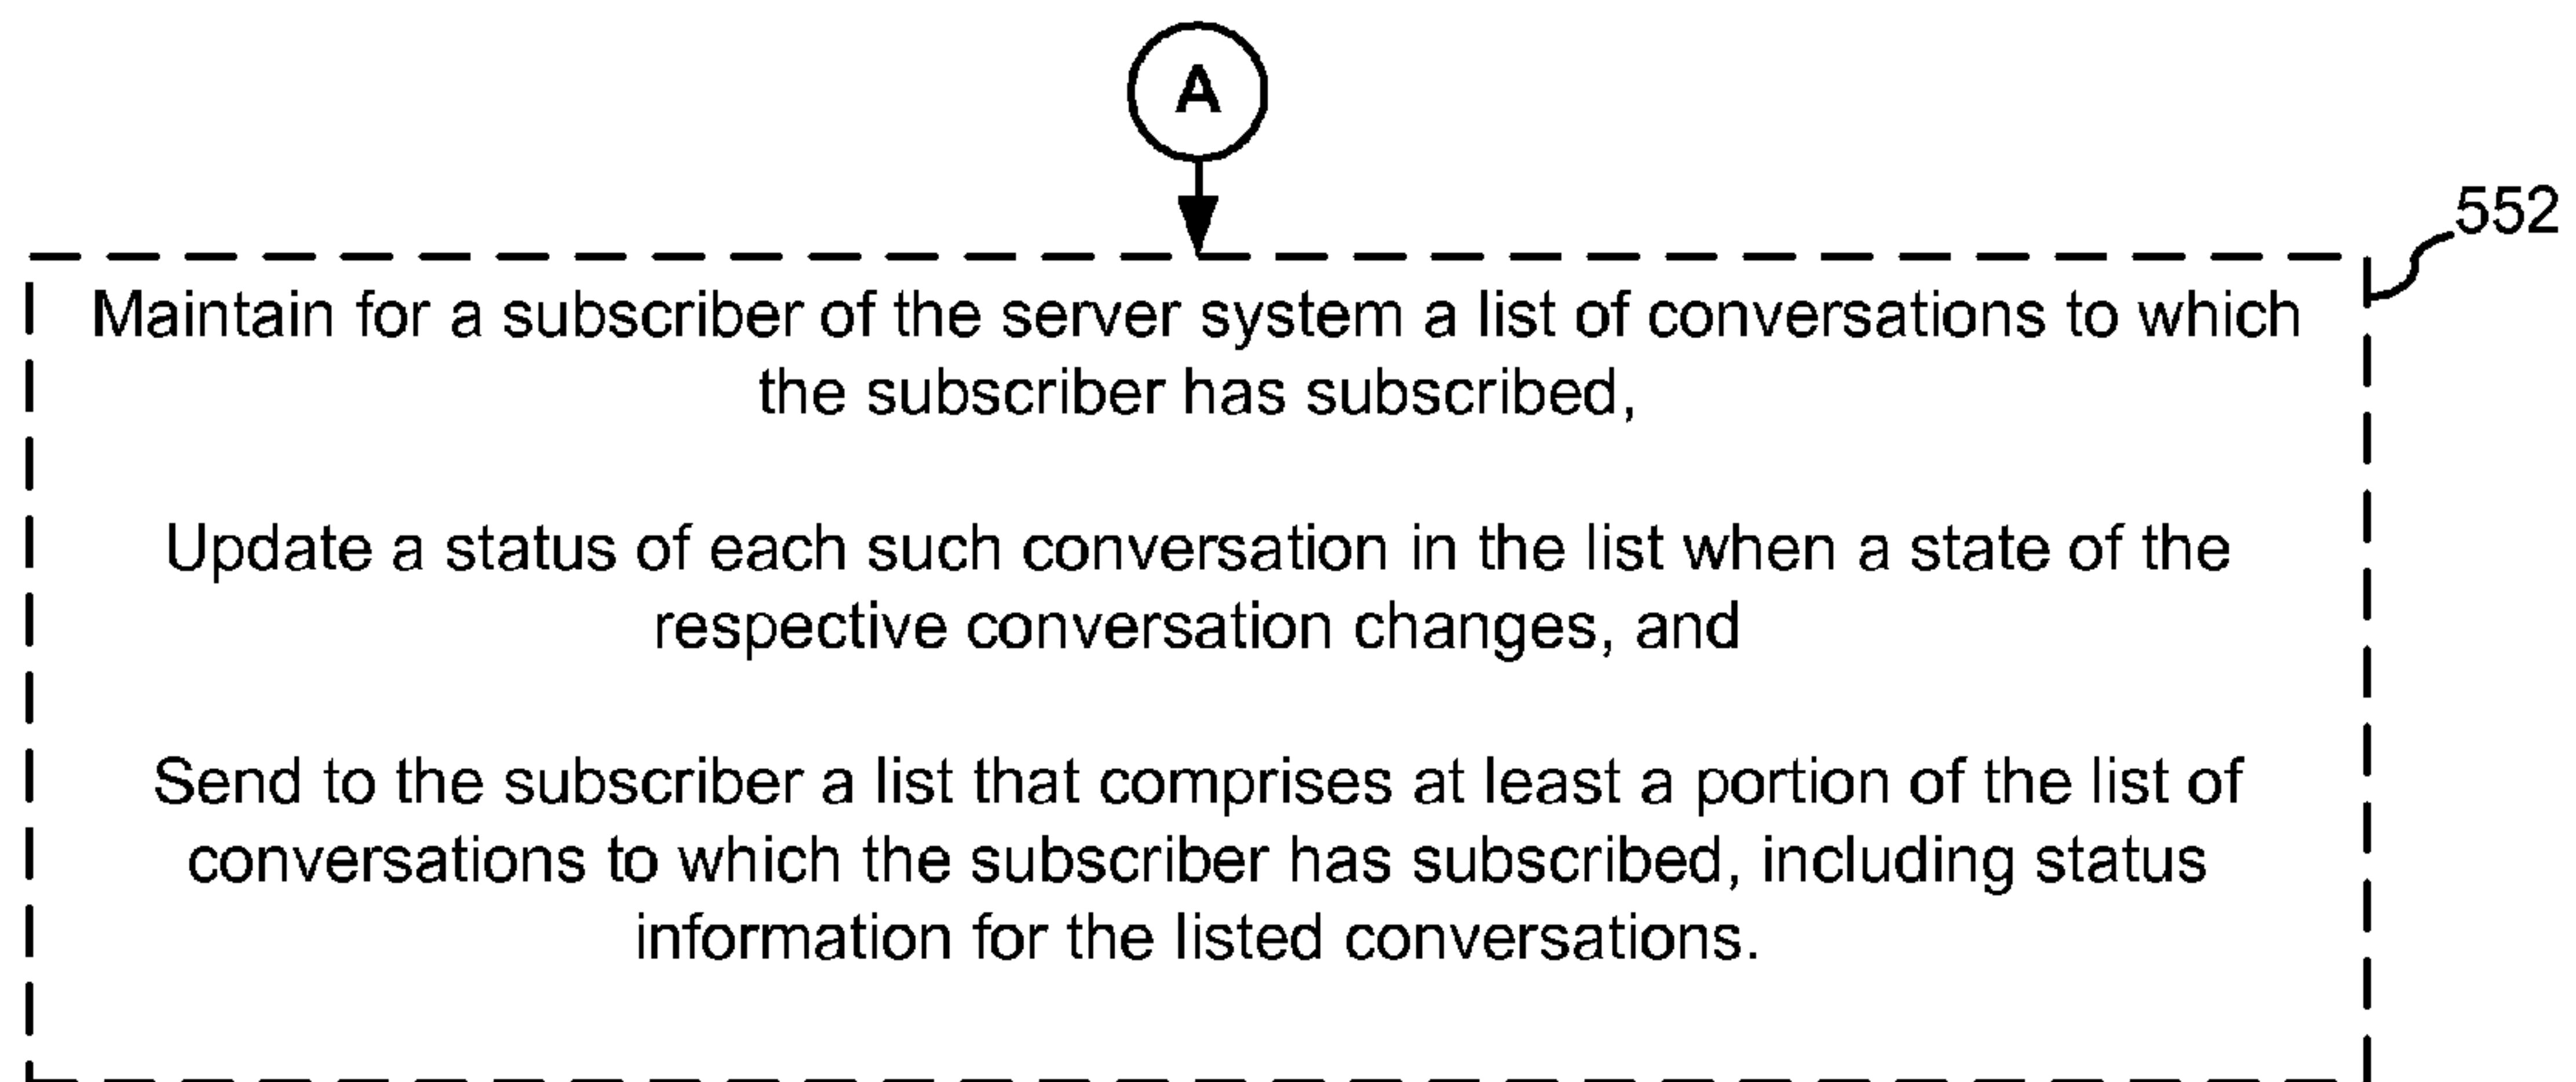 A
552
Maintain for a subscriber of the server system a list of conversations to which
the subscriber has subscribed,
Update a status of each such conversation in the list when a state of the
respective conversation changes, and
Send to the subscriber a list that comprises at least a portion of the list of
conversations to which the subscriber has subscribed, including status
information for the listed conversations.